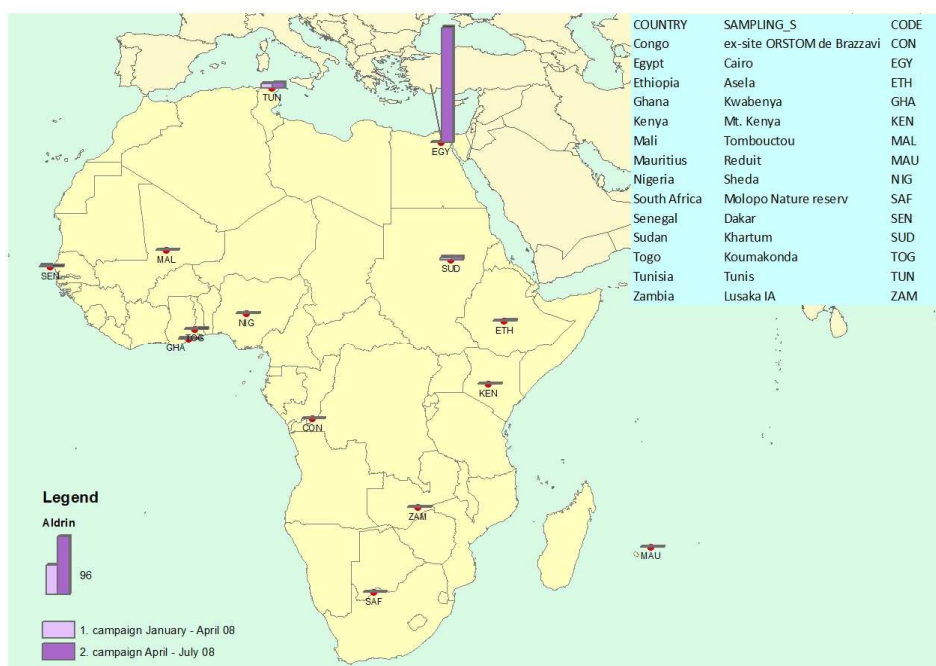 COUNTRY SAMPLING_S CODE
Congo ex-site ORSTOM de Brazzavi CON
Egypt Cairo EGY
Ethiopia Asela ETH
Ghana Kwabenya GHA
Kenya Mt. Kenya KEN
Mali Tombouctou MAL
Mauritius Reduit MAU
Nigeria Sheda NIG
South Africa Molopo Nature reserv SAF
Senegal Dakar SEN
Sudan Khartum SUD
Togo Koumakonda TOG
Tunisia Tunis TUN
Zambia Lusaka IA ZAM
TUN
EGY
MAL
SEN
SUD
NIG
ETH
TOG
GHA
KEN
CON
ZAM
MAU
SAF
Legend
Aldrin
96
1. campaign January - April 08
2. campaign April - July 08